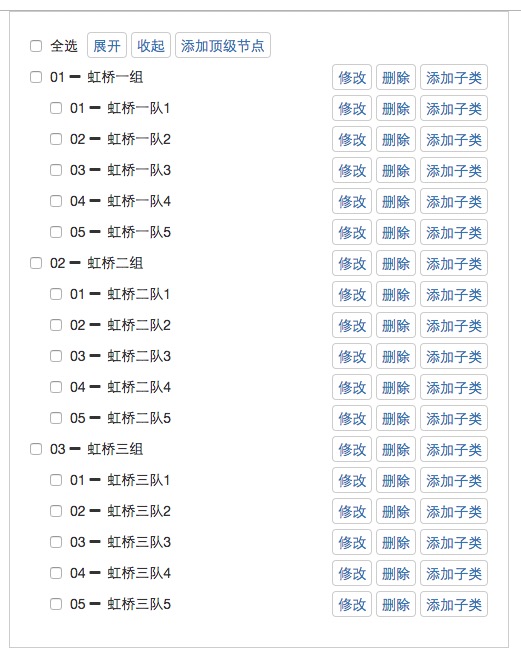 全选 展开 收起 添加顶级节点
01 ━ 虹桥一组 修改 删除 添加子类
01 ━ 虹桥一队1 修改 删除 添加子类
02 ━ 虹桥一队2 修改 删除 添加子类
03 ━ 虹桥一队3 修改 删除 添加子类
04 ━ 虹桥一队4 修改 删除 添加子类
05 ━ 虹桥一队5 修改 删除 添加子类
02 ━ 虹桥二组 修改 删除 添加子类
01 ━ 虹桥二队1 修改 删除 添加子类
02 ━ 虹桥二队2 修改 删除 添加子类
03 ━ 虹桥二队3 修改 删除 添加子类
04 ━ 虹桥二队4 修改 删除 添加子类
05 ━ 虹桥二队5 修改 删除 添加子类
03 ━ 虹桥三组 修改 删除 添加子类
01 ━ 虹桥三队1 修改 删除 添加子类
02 ━ 虹桥三队2 修改 删除 添加子类
03 ━ 虹桥三队3 修改 删除 添加子类
04 ━ 虹桥三队4 修改 删除 添加子类
05 ━ 虹桥三队5 修改 删除 添加子类